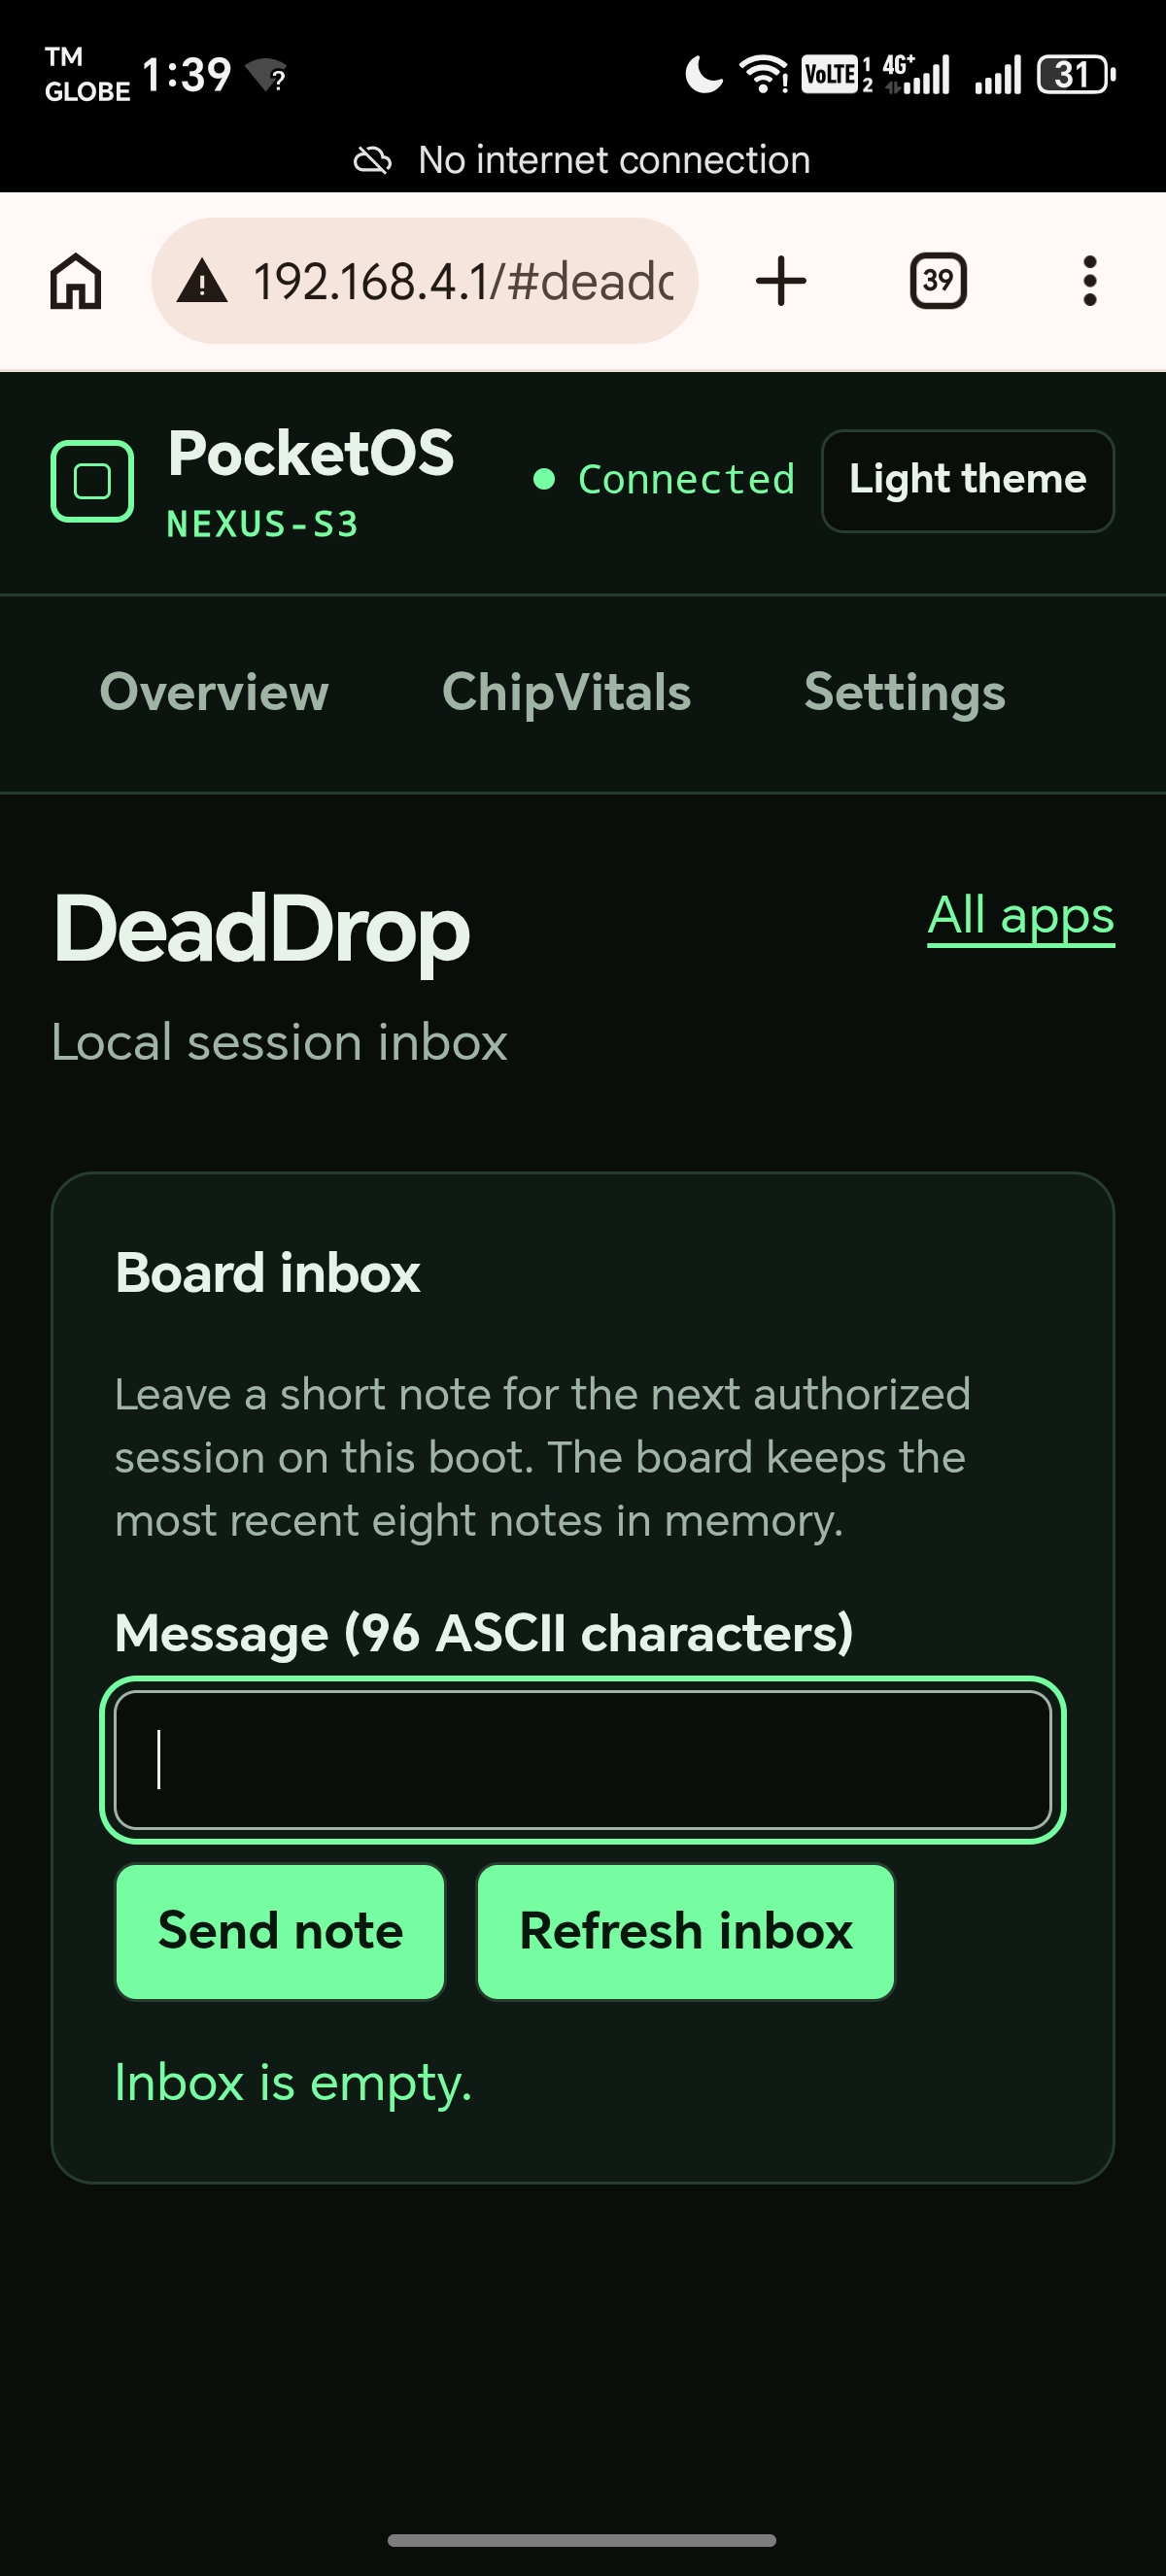 TM
GLOBE
1:39
?
VoLTE
1
2
4G+
31
No internet connection
192.168.4.1/#dead
39
PocketOS
NEXUS-S3
Connected
Light theme
Overview
ChipVitals
Settings
DeadDrop
All apps
Local session inbox
Board inbox
Leave a short note for the next authorized
session on this boot. The board keeps the
most recent eight notes in memory.
Message (96 ASCII characters)
Send note
Refresh inbox
Inbox is empty.